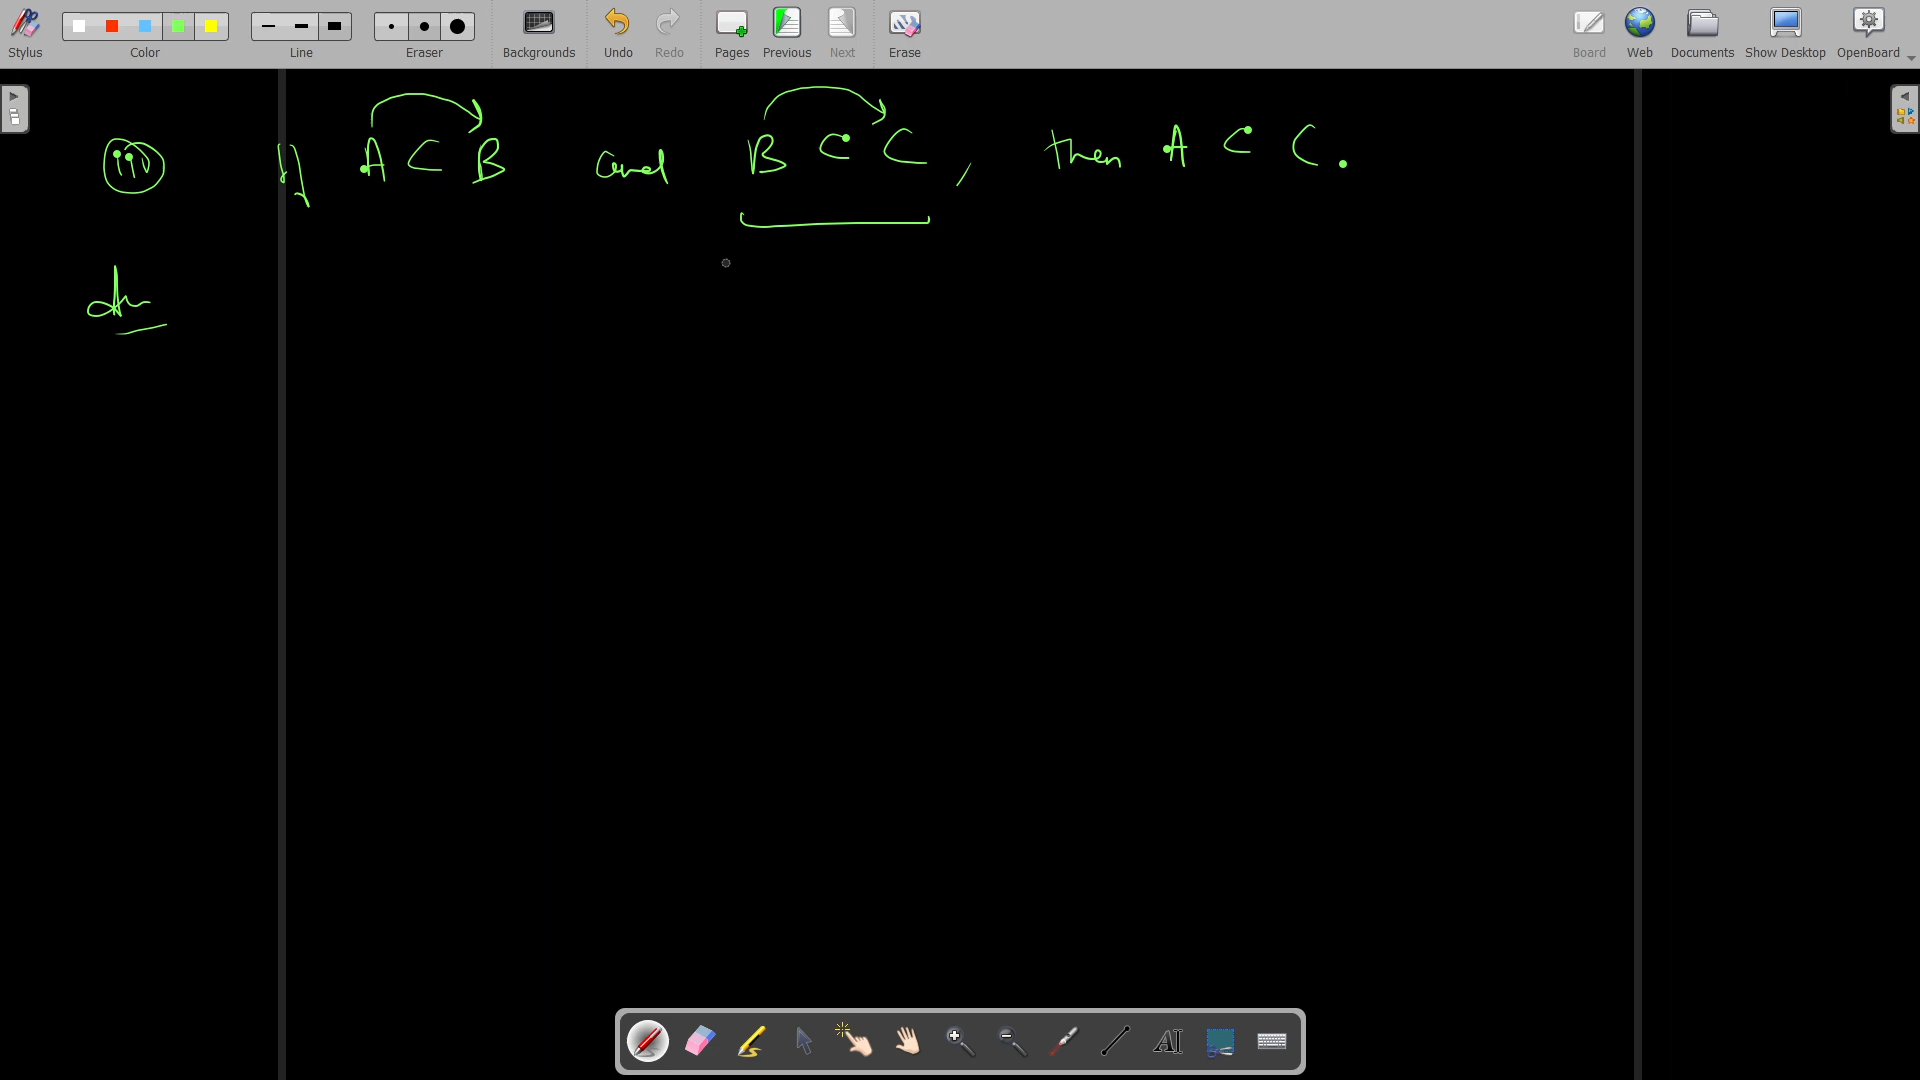 Stylus Color Line Eraser Backgrounds Undo Redo Pages Previous Next Erase Board Web Documents Show Desktop OpenBoard
(iii) If A ⊂ B and B ⊂ C, then A ⊂ C.